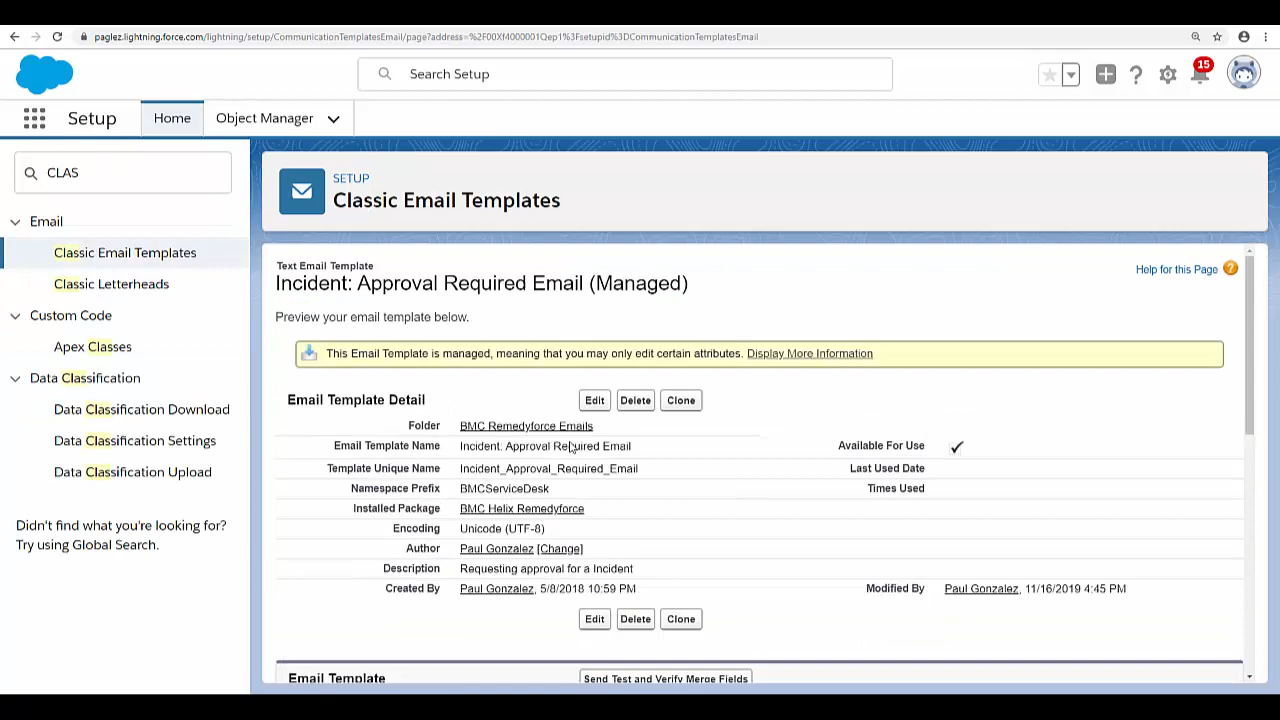 paglez.lightning.force.com/lightning/setup/CommunicationTemplatesEmail/page?address=%2F00Xf4000001Qep1%3Fsetupid%3DCommunicationTemplatesEmail
Search Setup
15
Setup
Home
Object Manager
CLAS
Email
Classic Email Templates
Classic Letterheads
Custom Code
Apex Classes
Data Classification
Data Classification Download
Data Classification Settings
Data Classification Upload
Didn't find what you're looking for?
Try using Global Search.
SETUP
Classic Email Templates
Text Email Template
Incident: Approval Required Email (Managed)
Help for this Page ?
Preview your email template below.
This Email Template is managed, meaning that you may only edit certain attributes. Display More Information
Email Template Detail Edit Delete Clone
Folder BMC Remedyforce Emails
Email Template Name Incident: Approval Required Email Available For Use
Template Unique Name Incident_Approval_Required_Email Last Used Date
Namespace Prefix BMCServiceDesk Times Used
Installed Package BMC Helix Remedyforce
Encoding Unicode (UTF-8)
Author Paul Gonzalez [Change]
Description Requesting approval for a Incident
Created By Paul Gonzalez, 5/8/2018 10:59 PM Modified By Paul Gonzalez, 11/16/2019 4:45 PM
Edit Delete Clone
Email Template Send Test and Verify Merge Fields